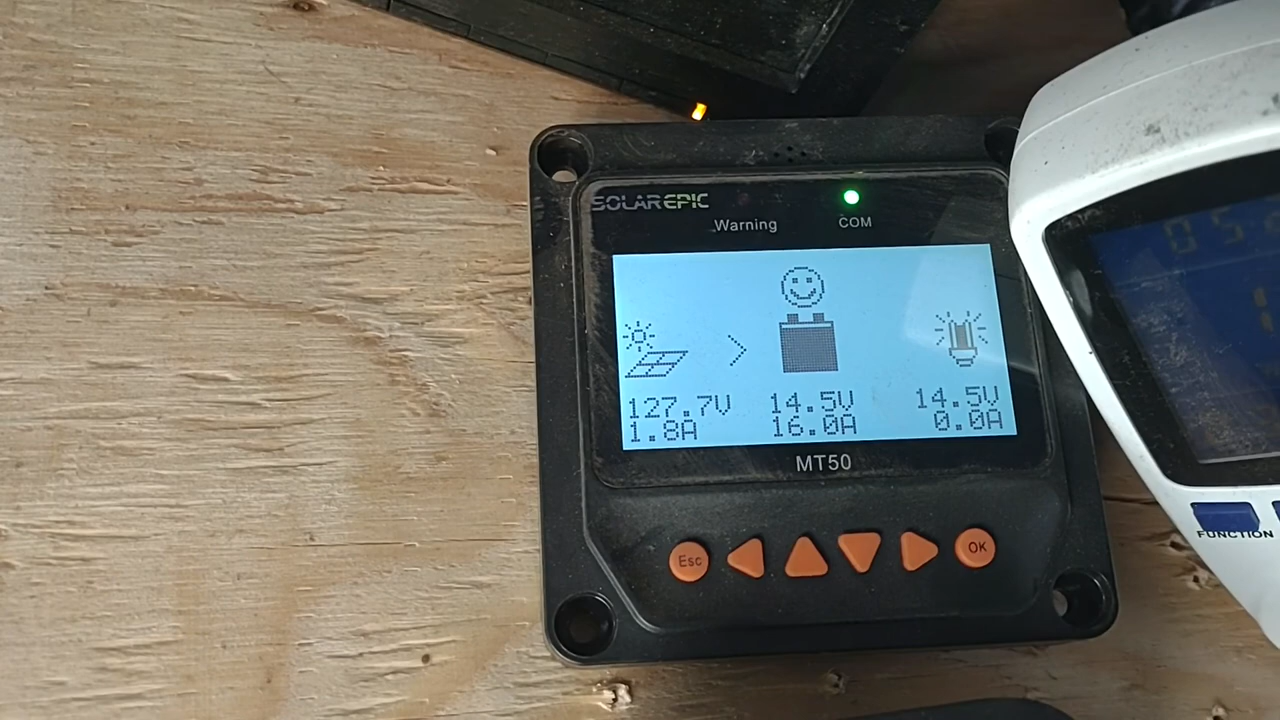 SOLAREPIC
Warning
COM
127.7V 14.5V 14.5V
1.8A 16.0A 0.0A
MT50
Esc
OK
FUNCTION